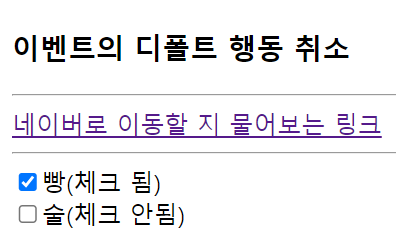 이벤트의 디폴트 행동 취소
네이버로 이동할 지 물어보는 링크
빵(체크 됨)
술(체크 안됨)